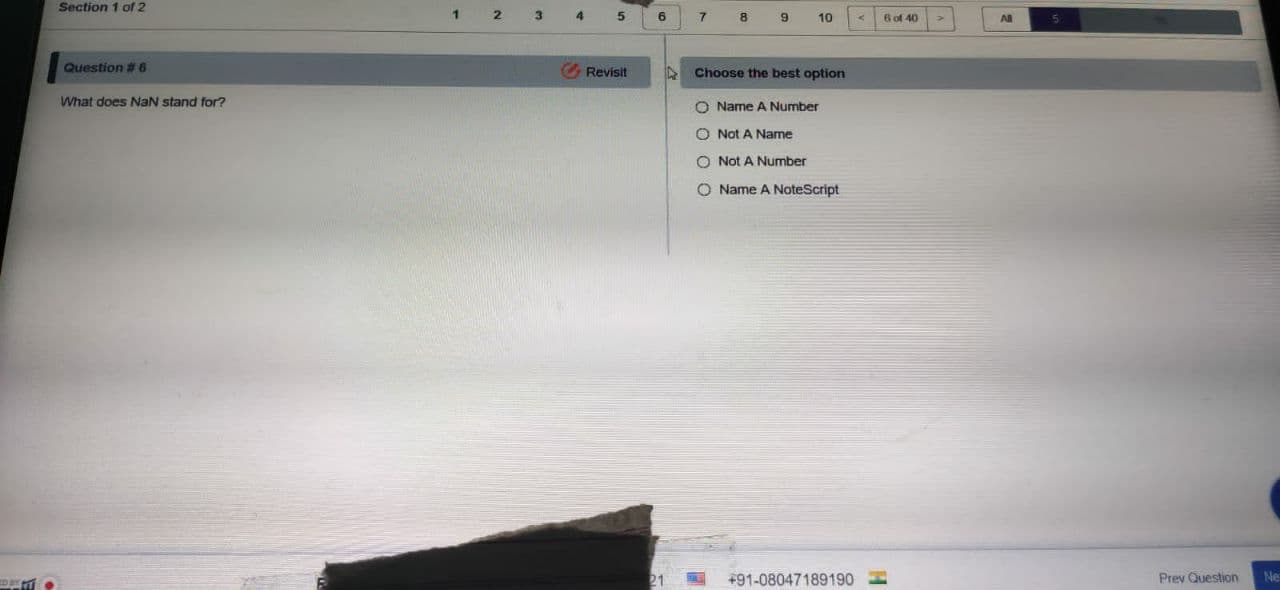 Section 1 of 2
1 2 3 4 5 6 7 8 9 10 < 6 of 40 > All 5
Question # 6
Revisit
What does NaN stand for?
Choose the best option
Name A Number
Not A Name
Not A Number
Name A NoteScript
21 +91-08047189190
Prev Question